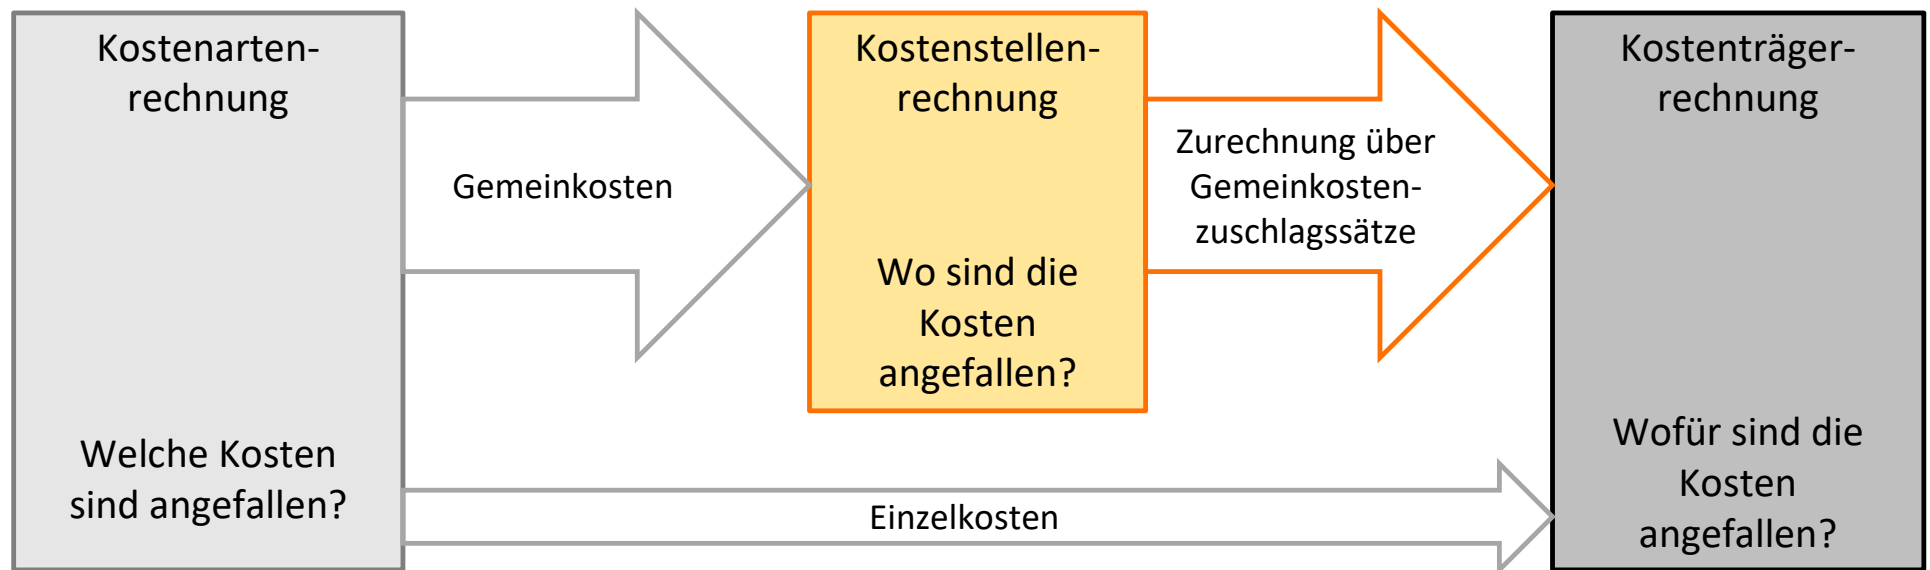 Kostenarten-
rechnung
Welche Kosten
sind angefallen?
Gemeinkosten
Kostenstellen-
rechnung
Wo sind die
Kosten
angefallen?
Zurechnung über
Gemeinkosten-
zuschlagssätze
Einzelkosten
Kostenträger-
rechnung
Wofür sind die
Kosten
angefallen?